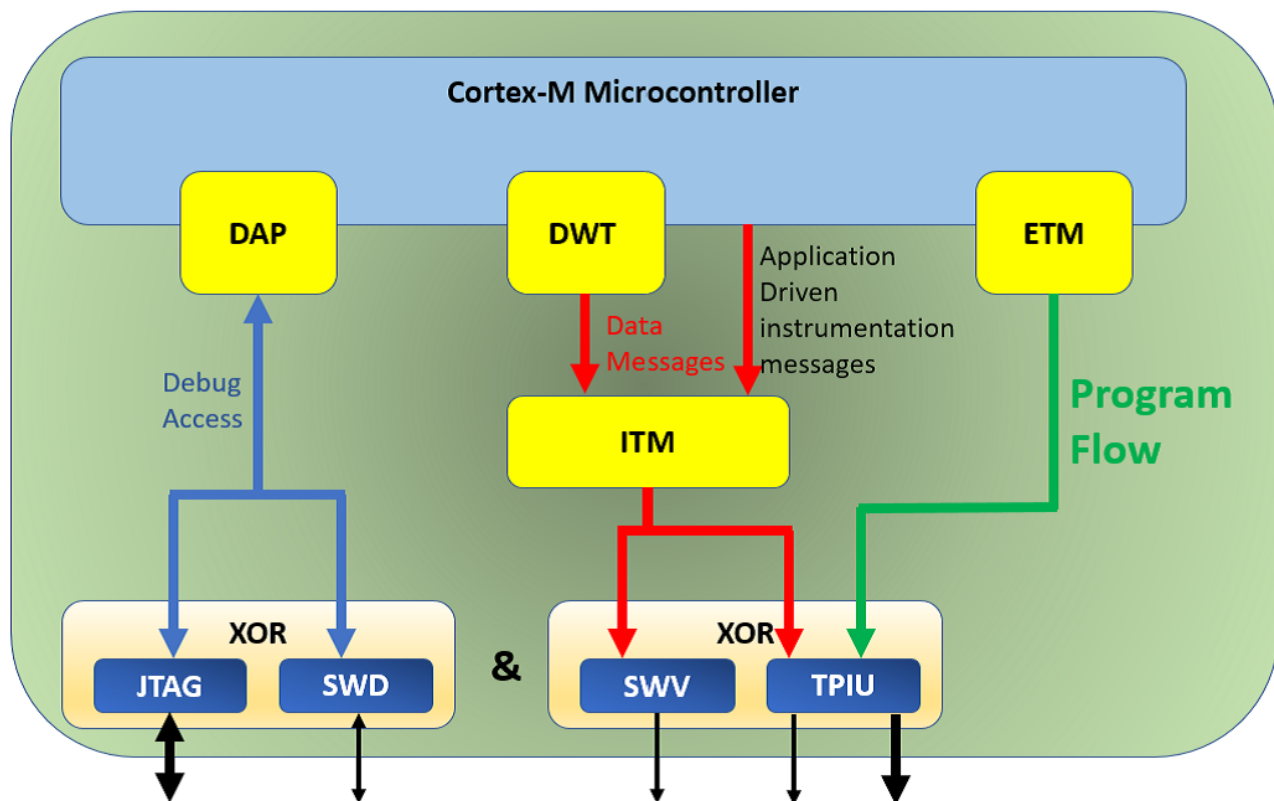 Cortex-M Microcontroller
DAP
DWT
ETM
Application
Driven
instrumentation
messages
Data
Messages
Debug
Access
Program
Flow
ITM
XOR
JTAG
SWD
&
XOR
SWV
TPIU